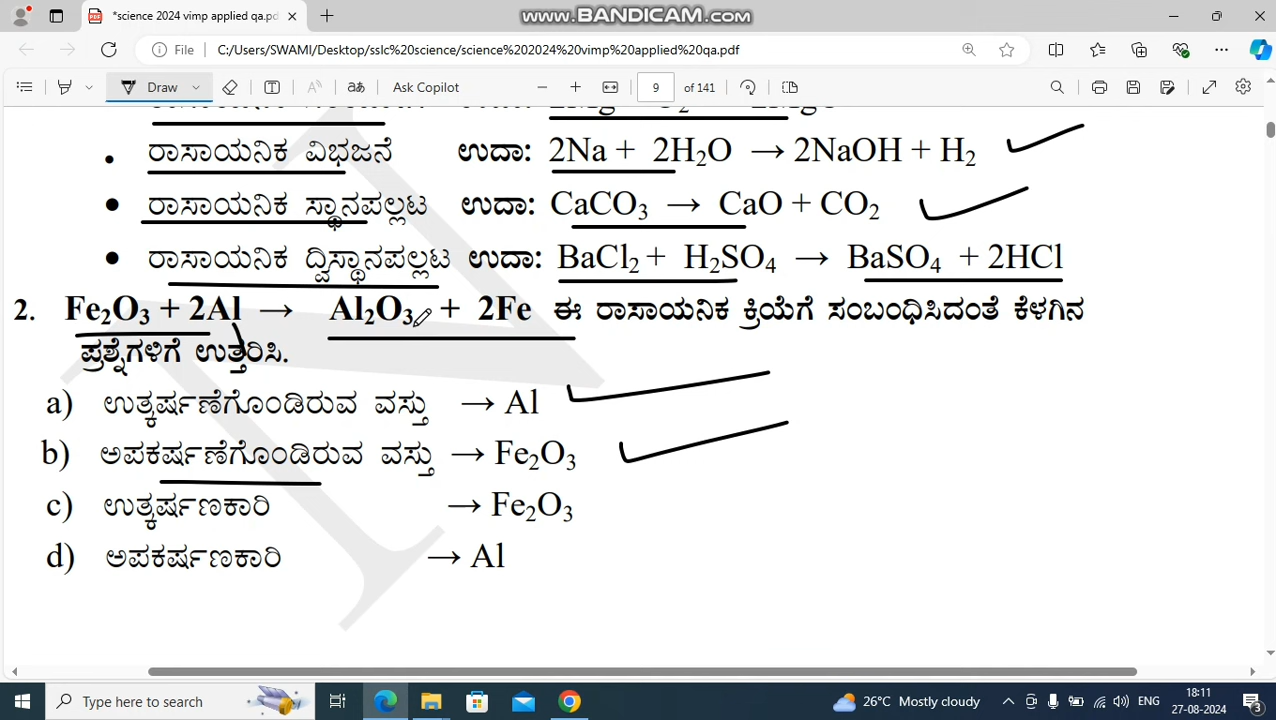 *science 2024 vimp applied qa.pd
www.BANDICAM.com
File C:/Users/SWAMI/Desktop/sslc%20science/science%202024%20vimp%20applied%20qa.pdf
Draw Ask Copilot 9 of 141
• ರಾಸಾಯನಿಕ ವಿಭಜನೆ ಉದಾ: 2Na + 2H₂O → 2NaOH + H₂
• ರಾಸಾಯನಿಕ ಸ್ಥಾನಪಲ್ಲಟ ಉದಾ: CaCO₃ → CaO + CO₂
• ರಾಸಾಯನಿಕ ದ್ವಿಸ್ಥಾನಪಲ್ಲಟ ಉದಾ: BaCl₂ + H₂SO₄ → BaSO₄ + 2HCl
2. Fe₂O₃ + 2Al → Al₂O₃ + 2Fe ಈ ರಾಸಾಯನಿಕ ಕ್ರಿಯೆಗೆ ಸಂಬಂಧಿಸಿದಂತೆ ಕೆಳಗಿನ
ಪ್ರಶ್ನೆಗಳಿಗೆ ಉತ್ತರಿಸಿ.
a) ಉತ್ಕರ್ಷಣೆಗೊಂಡಿರುವ ವಸ್ತು → Al
b) ಅಪಕರ್ಷಣೆಗೊಂಡಿರುವ ವಸ್ತು → Fe₂O₃
c) ಉತ್ಕರ್ಷಣಕಾರಿ → Fe₂O₃
d) ಅಪಕರ್ಷಣಕಾರಿ → Al
Type here to search 26°C Mostly cloudy ENG 18:11
27-08-2024 3